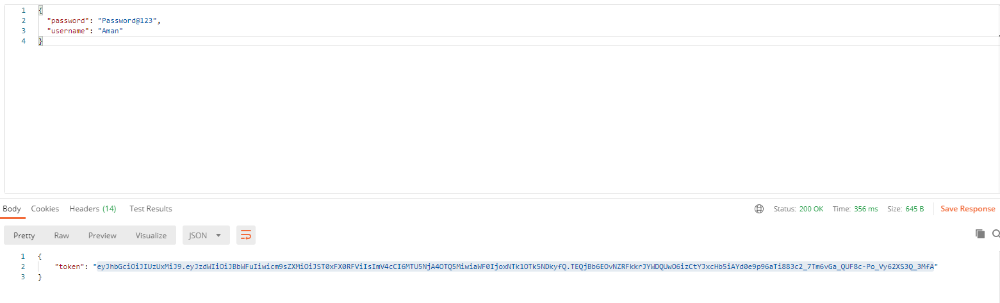 1 {
2 "password": "Password@123",
3 "username": "Aman"
4 }
Body Cookies Headers (14) Test Results Status: 200 OK Time: 356 ms Size: 645 B Save Response
Pretty Raw Preview Visualize JSON
1 {
2 "token": "eyJhbGciOiJIUzUxMiJ9.eyJzdWIiOiJBbWFuIiwicm9sZXMiOiJST0xFX0RFViIsImV4cCI6MTU5NjA4OTQ5MiwiaWF0IjoxNTk1OTk5NDkyfQ.TEQjBb6EOvNZRFkkrJYWDQUwO6izCtYJxcHb5iAYd0e9p96aTi883c2_7Tm6vGa_QUF8c-Po_Vy62XS3Q_3MfA"
3 }